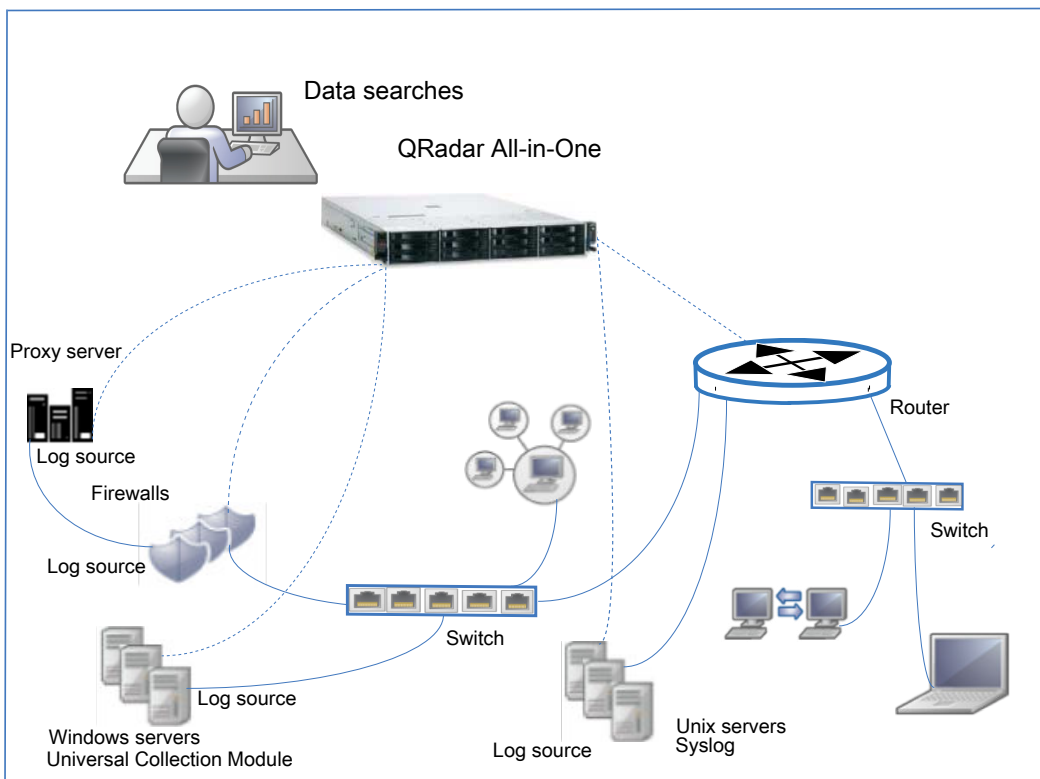 Data searches
QRadar All-in-One
Proxy server
Log source
Router
Firewalls
Log source
Switch
Switch
Log source
Windows servers
Universal Collection Module
Log source
Unix servers
Syslog